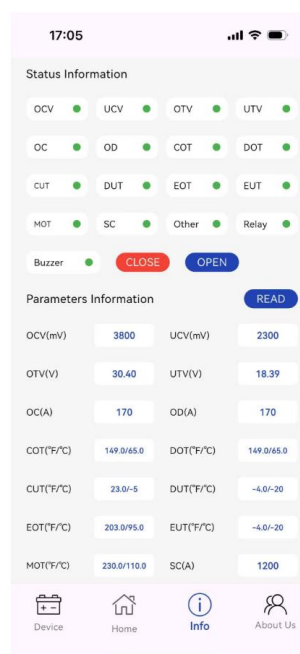 17:05
Status Information
OCV UCV OTV UTV
OC OD COT DOT
CUT DUT EOT EUT
MOT SC Other Relay
Buzzer CLOSE OPEN
Parameters Information READ
OCV(mV) 3800 UCV(mV) 2300
OTV(V) 30.40 UTV(V) 18.39
OC(A) 170 OD(A) 170
COT(°F/°C) 149.0/65.0 DOT(°F/°C) 149.0/65.0
CUT(°F/°C) 23.0/-5 DUT(°F/°C) -4.0/-20
EOT(°F/°C) 203.0/95.0 EUT(°F/°C) -4.0/-20
MOT(°F/°C) 230.0/110.0 SC(A) 1200
Device Home Info About Us